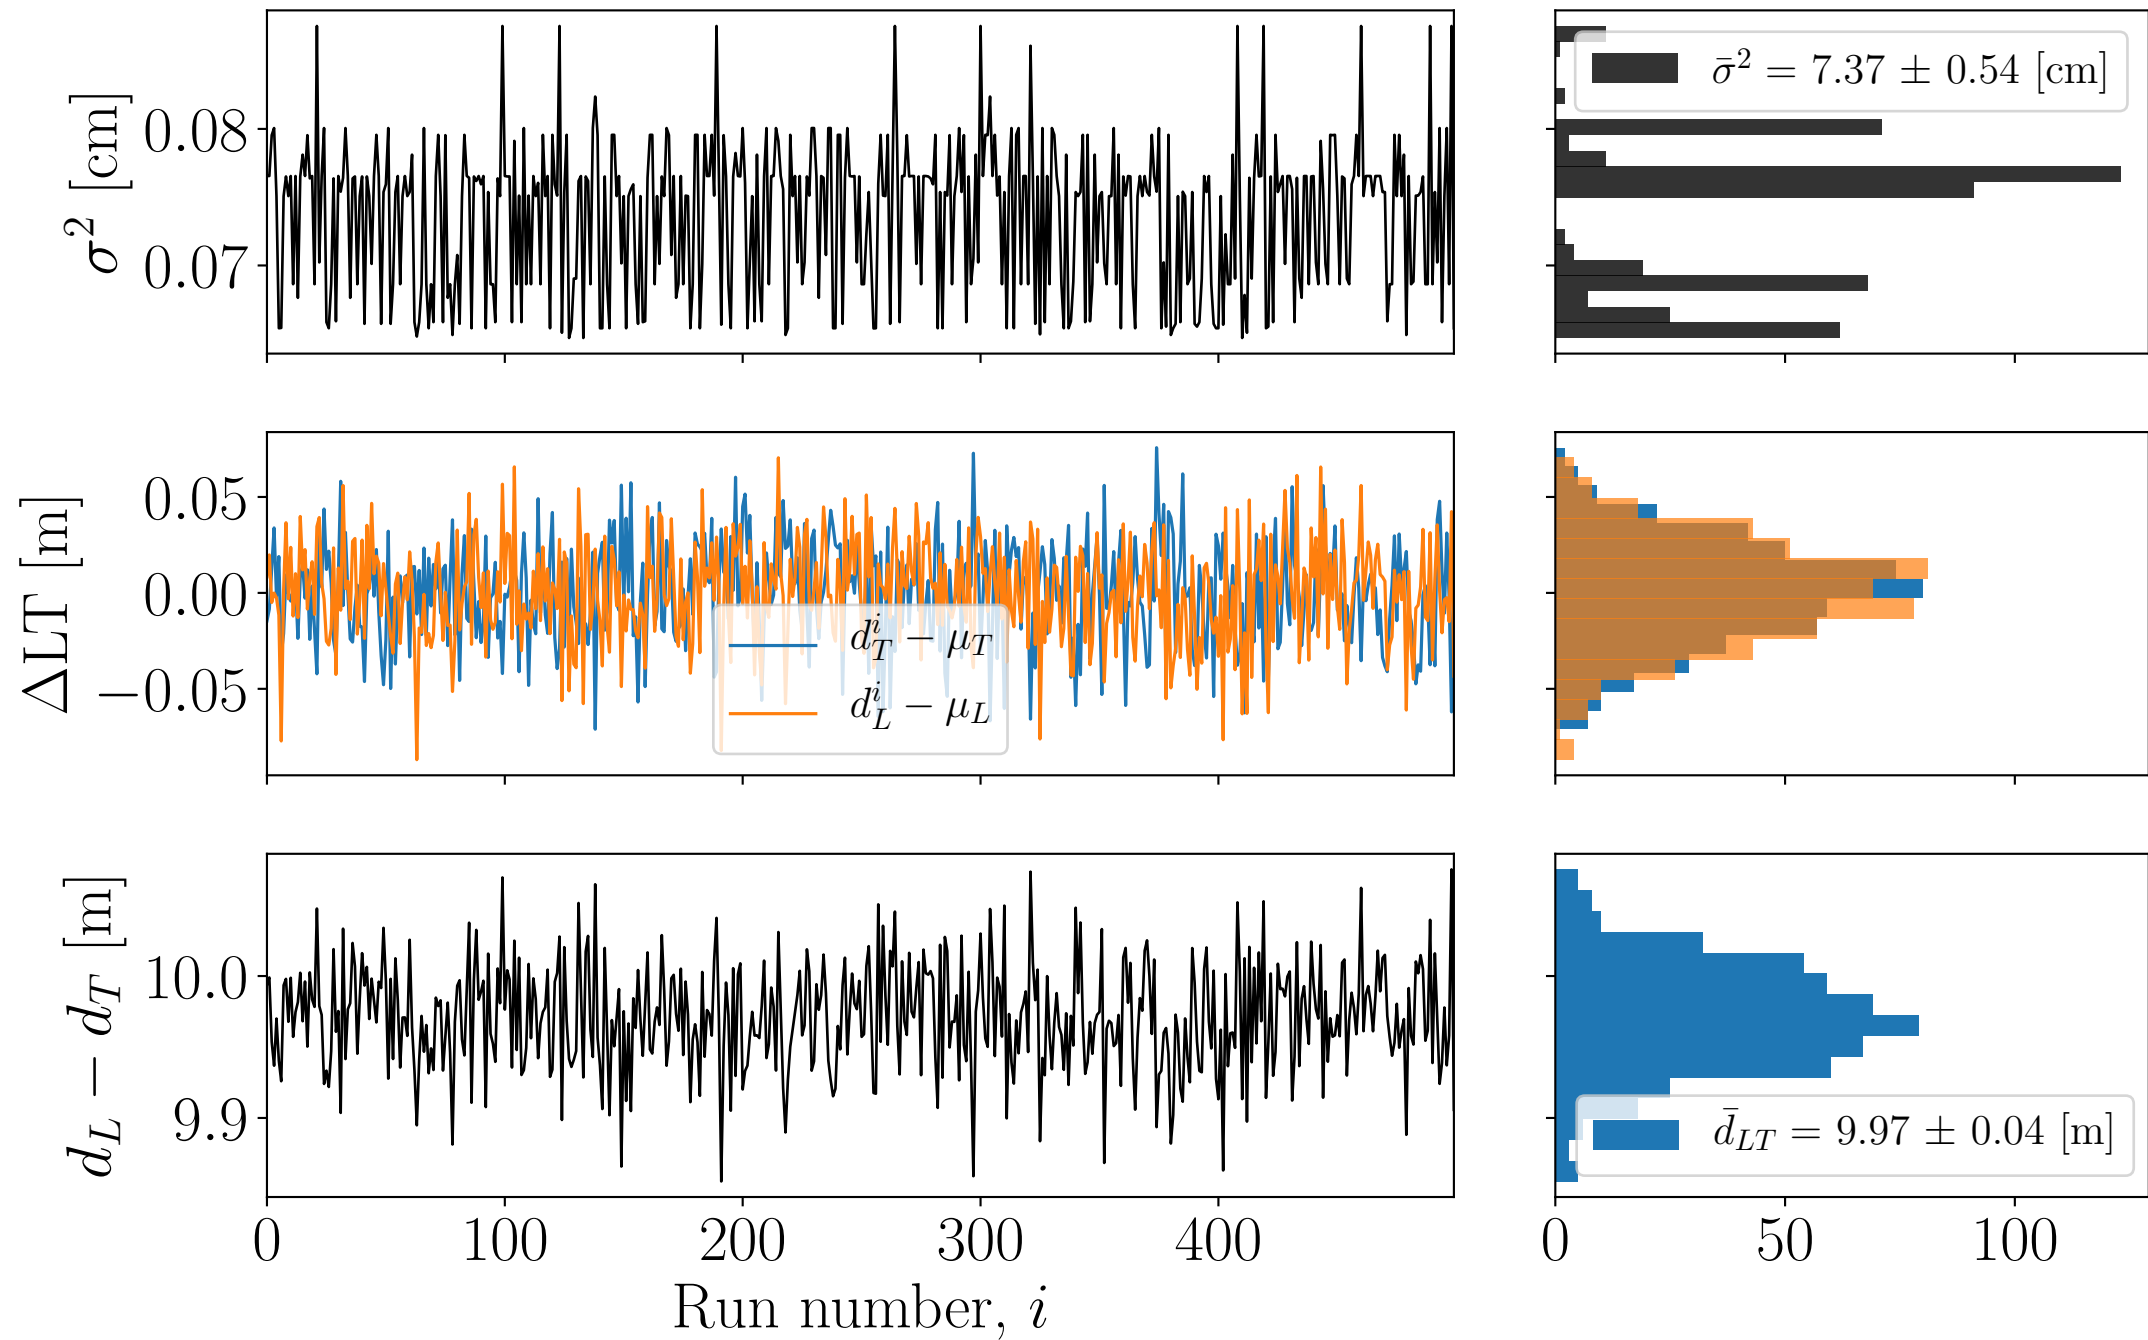 σ² [cm]
0.08
0.07
σ̄² = 7.37 ± 0.54 [cm]
ΔLT [m]
0.05
0.00
−0.05
d_T^i − μ_T
d_L^i − μ_L
d_L − d_T [m]
10.0
9.9
d̄_LT = 9.97 ± 0.04 [m]
0 100 200 300 400
0 50 100
Run number, i